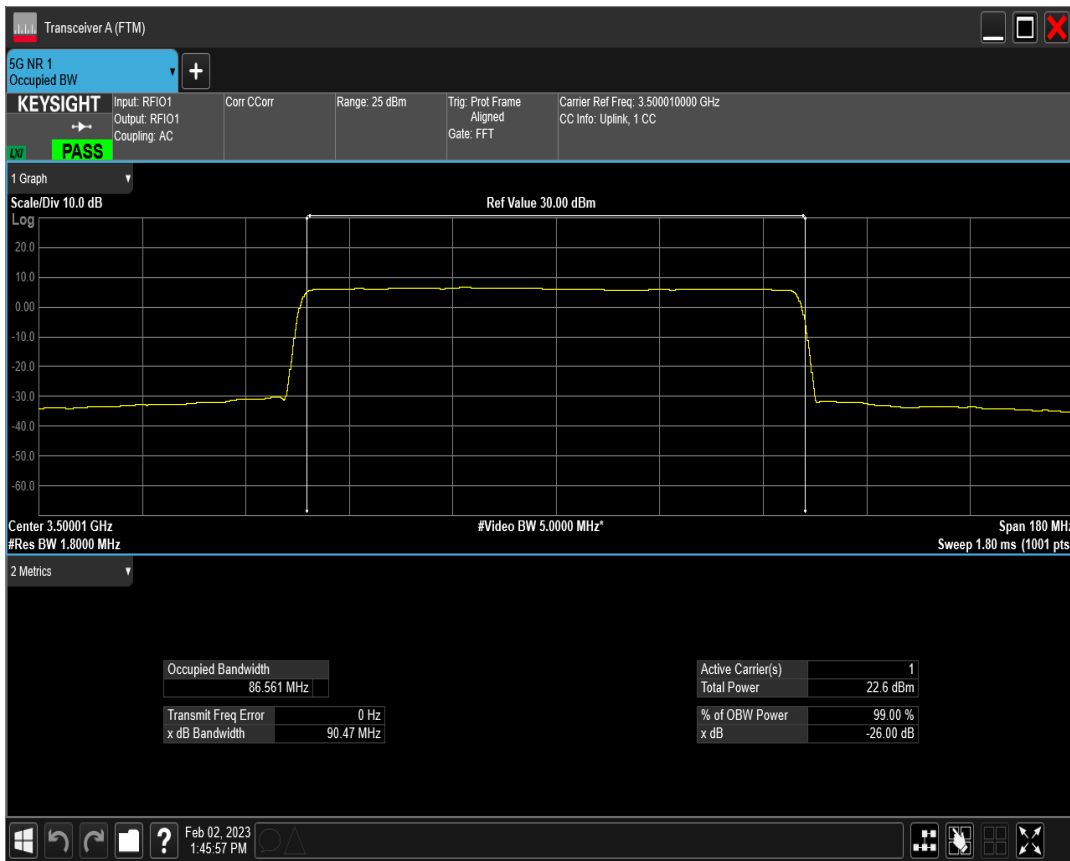 Transceiver A (FTM)
5G NR 1
Occupied BW
+
KEYSIGHT
LXI
PASS
Input: RFIO1
Output: RFIO1
Coupling: AC
Corr CCorr
Range: 25 dBm
Trig: Prot Frame
Aligned
Gate: FFT
Carrier Ref Freq: 3.500010000 GHz
CC Info: Uplink, 1 CC
1 Graph
Scale/Div 10.0 dB
Ref Value 30.00 dBm
Log
20.0
10.0
0.00
-10.0
-20.0
-30.0
-40.0
-50.0
-60.0
Center 3.50001 GHz
#Video BW 5.0000 MHz*
Span 180 MHz
#Res BW 1.8000 MHz
Sweep 1.80 ms (1001 pts
2 Metrics
Occupied Bandwidth
86.561 MHz
Transmit Freq Error 0 Hz
x dB Bandwidth 90.47 MHz
Active Carrier(s) 1
Total Power 22.6 dBm
% of OBW Power 99.00 %
x dB -26.00 dB
?
Feb 02, 2023
1:45:57 PM